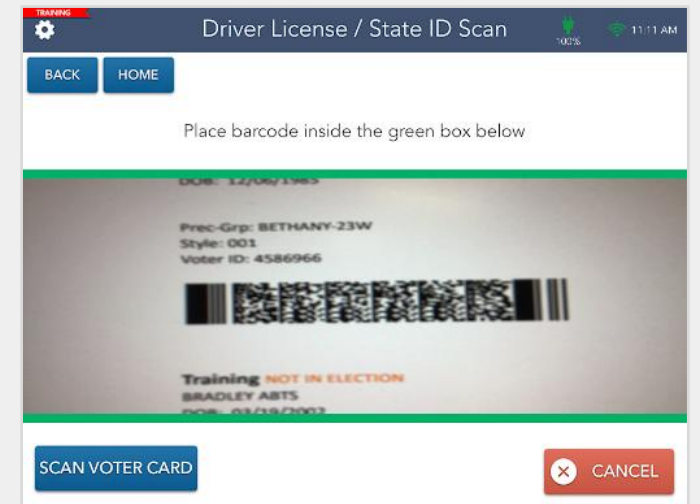 TRAINING
Driver License / State ID Scan
100%
11:11 AM
BACK
HOME
Place barcode inside the green box below
DOB: 12/06/1985
Prec-Grp: BETHANY-23W
Style: 001
Voter ID: 4586966
Training NOT IN ELECTION
BRADLEY ABTS
DOB: 03/19/2002
SCAN VOTER CARD
CANCEL